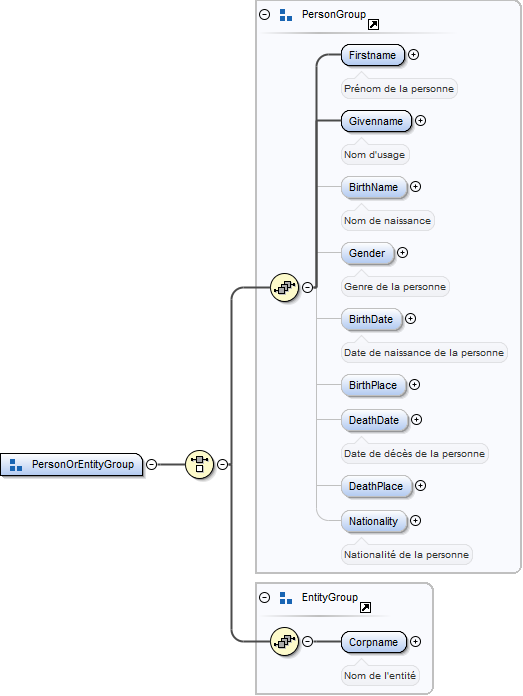 PersonGroup
Firstname
Prénom de la personne
Givenname
Nom d'usage
BirthName
Nom de naissance
Gender
Genre de la personne
BirthDate
Date de naissance de la personne
BirthPlace
DeathDate
Date de décès de la personne
DeathPlace
Nationality
Nationalité de la personne
PersonOrEntityGroup
EntityGroup
Corpname
Nom de l'entité